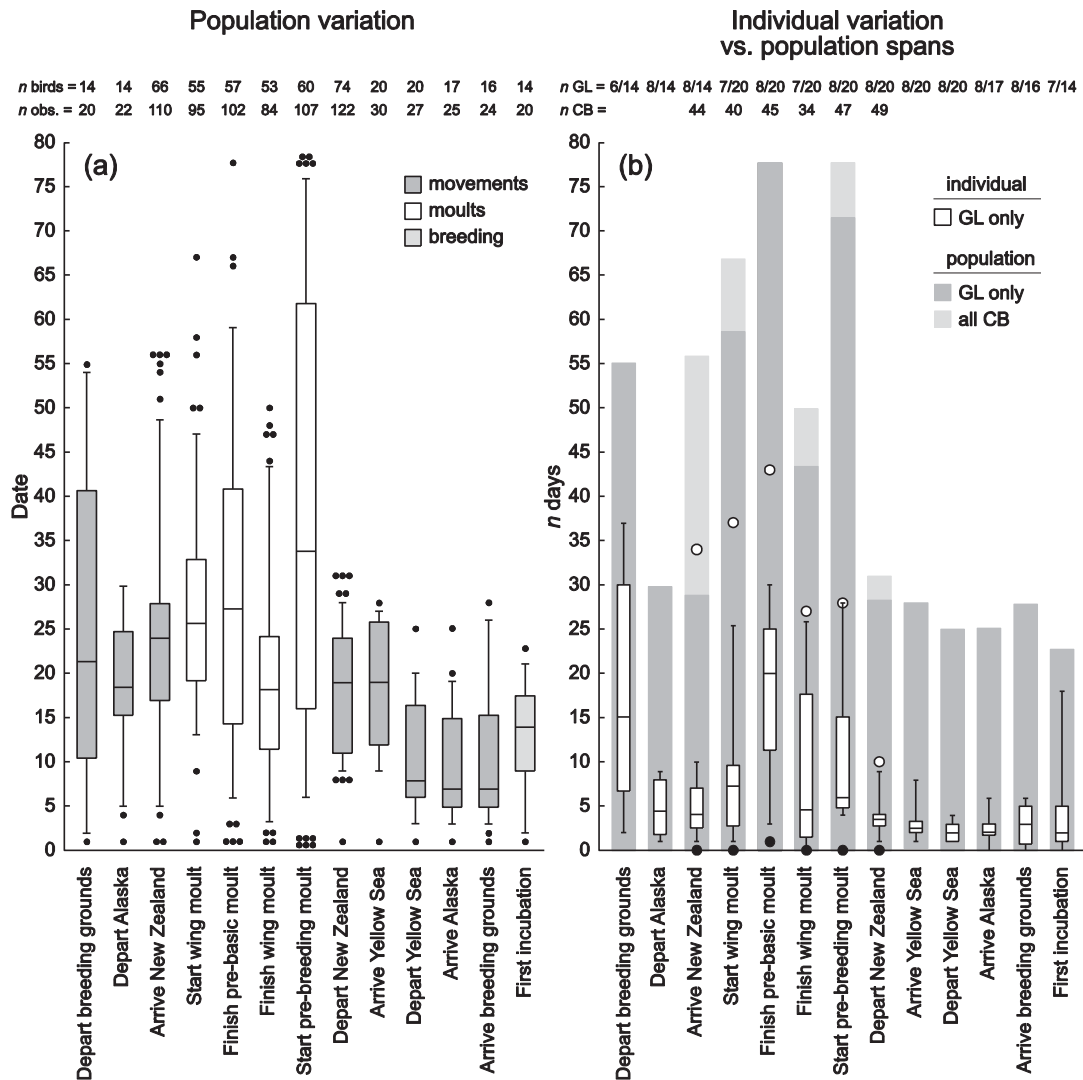 Population variation
n birds = 14 14 66 55 57 53 60 74 20 20 17 16 14
n obs. = 20 22 110 95 102 84 107 122 30 27 25 24 20
(a)
movements
moults
breeding
Date
80
75
70
65
60
55
50
45
40
35
30
25
20
15
10
5
0
Depart breeding grounds
Depart Alaska
Arrive New Zealand
Start wing moult
Finish pre-basic moult
Finish wing moult
Start pre-breeding moult
Depart New Zealand
Arrive Yellow Sea
Depart Yellow Sea
Arrive Alaska
Arrive breeding grounds
First incubation
Individual variation
vs. population spans
n GL = 6/14 8/14 8/14 7/20 8/20 7/20 8/20 8/20 8/20 8/20 8/17 8/16 7/14
n CB = 44 40 45 34 47 49
(b)
individual
GL only
population
GL only
all CB
n days
80
75
70
65
60
55
50
45
40
35
30
25
20
15
10
5
0
Depart breeding grounds
Depart Alaska
Arrive New Zealand
Start wing moult
Finish pre-basic moult
Finish wing moult
Start pre-breeding moult
Depart New Zealand
Arrive Yellow Sea
Depart Yellow Sea
Arrive Alaska
Arrive breeding grounds
First incubation